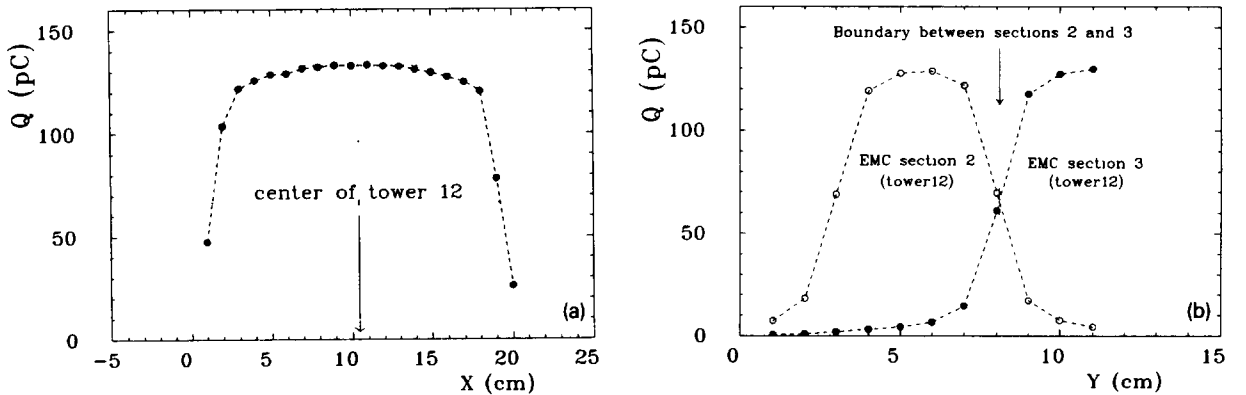 150
100
50
0
Q (pC)
center of tower 12
(a)
−5
0
5
10
15
20
25
X (cm)
150
100
50
0
Q (pC)
Boundary between sections 2 and 3
EMC section 2
(tower12)
EMC section 3
(tower12)
(b)
0
5
10
15
Y (cm)